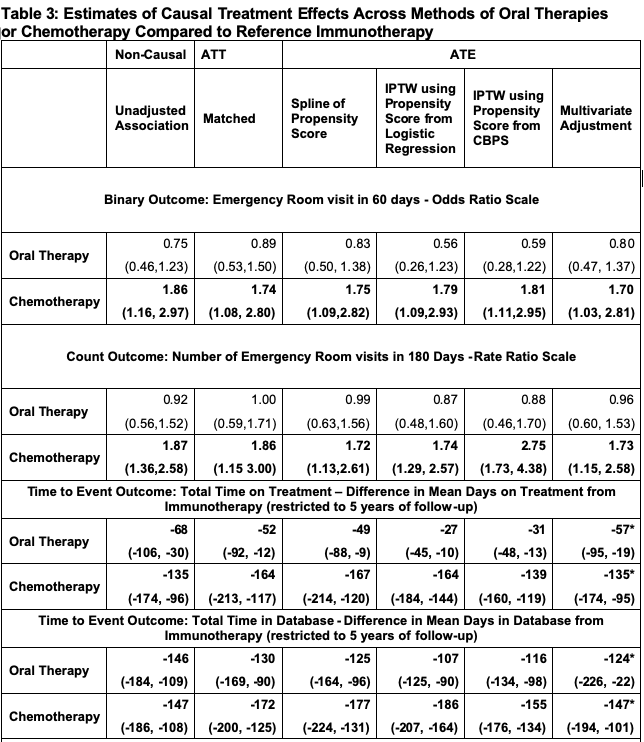 Table 3: Estimates of Causal Treatment Effects Across Methods of Oral Therapies
or Chemotherapy Compared to Reference Immunotherapy
Non-Causal ATT ATE
Unadjusted Association Matched Spline of Propensity Score IPTW using Propensity Score from Logistic Regression IPTW using Propensity Score from CBPS Multivariate Adjustment
Binary Outcome: Emergency Room visit in 60 days - Odds Ratio Scale
Oral Therapy 0.75 0.89 0.83 0.56 0.59 0.80
(0.46,1.23) (0.53,1.50) (0.50, 1.38) (0.26,1.23) (0.28,1.22) (0.47, 1.37)
Chemotherapy 1.86 1.74 1.75 1.79 1.81 1.70
(1.16, 2.97) (1.08, 2.80) (1.09,2.82) (1.09,2.93) (1.11,2.95) (1.03, 2.81)
Count Outcome: Number of Emergency Room visits in 180 Days -Rate Ratio Scale
Oral Therapy 0.92 1.00 0.99 0.87 0.88 0.96
(0.56,1.52) (0.59,1.71) (0.63,1.56) (0.48,1.60) (0.46,1.70) (0.60, 1.53)
Chemotherapy 1.87 1.86 1.72 1.74 2.75 1.73
(1.36,2.58) (1.15 3.00) (1.13,2.61) (1.29, 2.57) (1.73, 4.38) (1.15, 2.58)
Time to Event Outcome: Total Time on Treatment – Difference in Mean Days on Treatment from
Immunotherapy (restricted to 5 years of follow-up)
Oral Therapy -68 -52 -49 -27 -31 -57*
(-106, -30) (-92, -12) (-88, -9) (-45, -10) (-48, -13) (-95, -19)
Chemotherapy -135 -164 -167 -164 -139 -135*
(-174, -96) (-213, -117) (-214, -120) (-184, -144) (-160, -119) (-174, -95)
Time to Event Outcome: Total Time in Database - Difference in Mean Days in Database from
Immunotherapy (restricted to 5 years of follow-up)
Oral Therapy -146 -130 -125 -107 -116 -124*
(-184, -109) (-169, -90) (-164, -96) (-125, -90) (-134, -98) (-226, -22)
Chemotherapy -147 -172 -177 -186 -155 -147*
(-186, -108) (-200, -125) (-224, -131) (-207, -164) (-176, -134) (-194, -101)